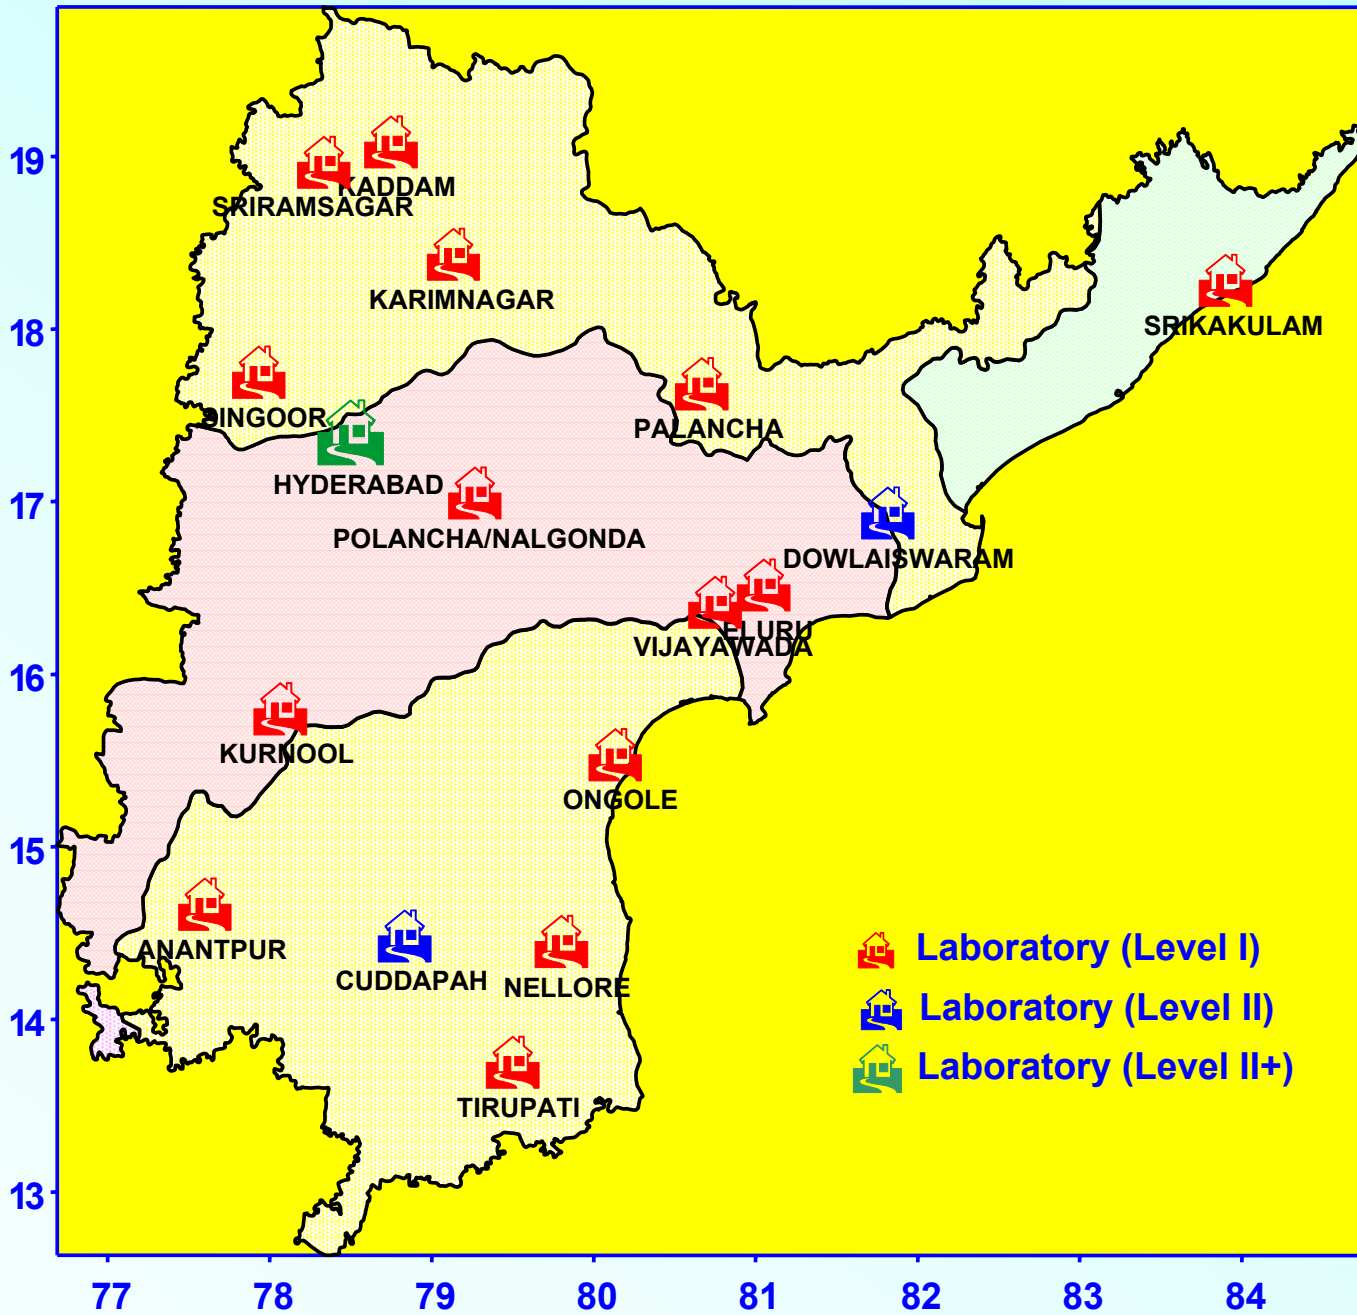 19
KADDAM
SRIRAMSAGAR
KARIMNAGAR
18
SRIKAKULAM
SINGOOR
PALANCHA
HYDERABAD
17
POLANCHA/NALGONDA
DOWLAISWARAM
ELURU
VIJAYAWADA
16
KURNOOL
ONGOLE
15
ANANTPUR
Laboratory (Level I)
CUDDAPAH
NELLORE
Laboratory (Level II)
14
Laboratory (Level II+)
TIRUPATI
13
77 78 79 80 81 82 83 84